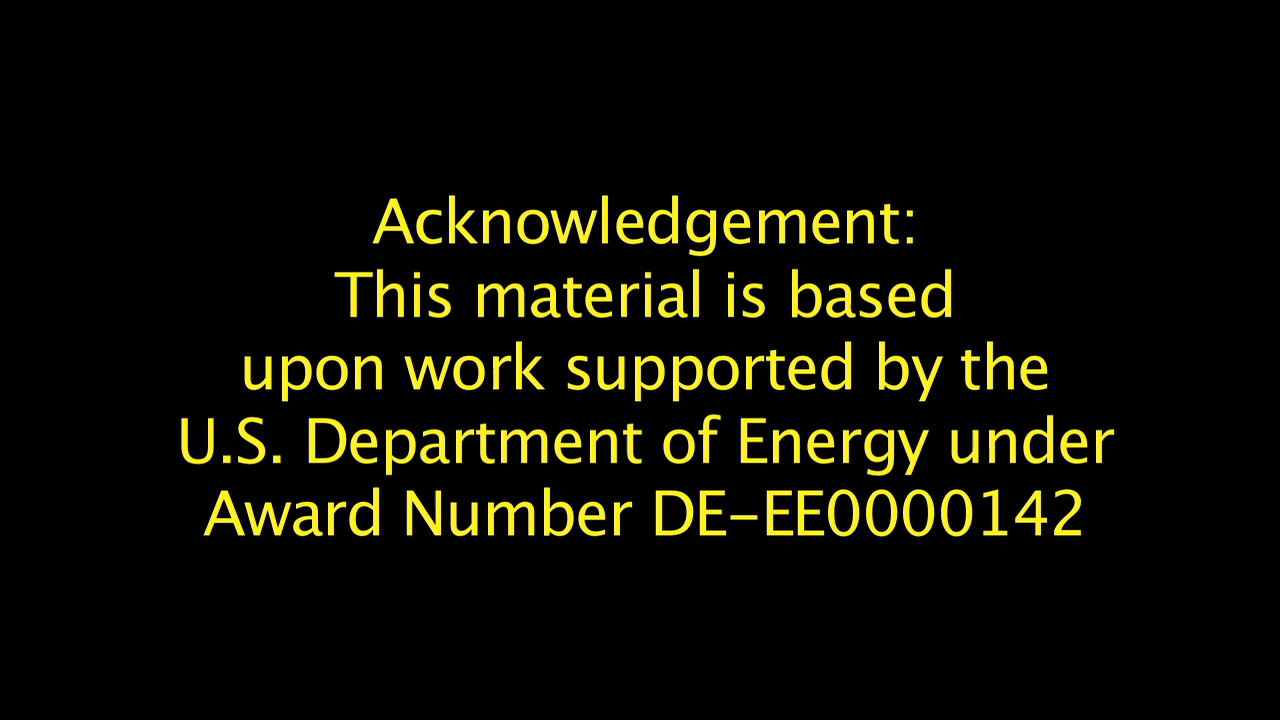 Acknowledgement:
This material is based
upon work supported by the
U.S. Department of Energy under
Award Number DE-EE0000142